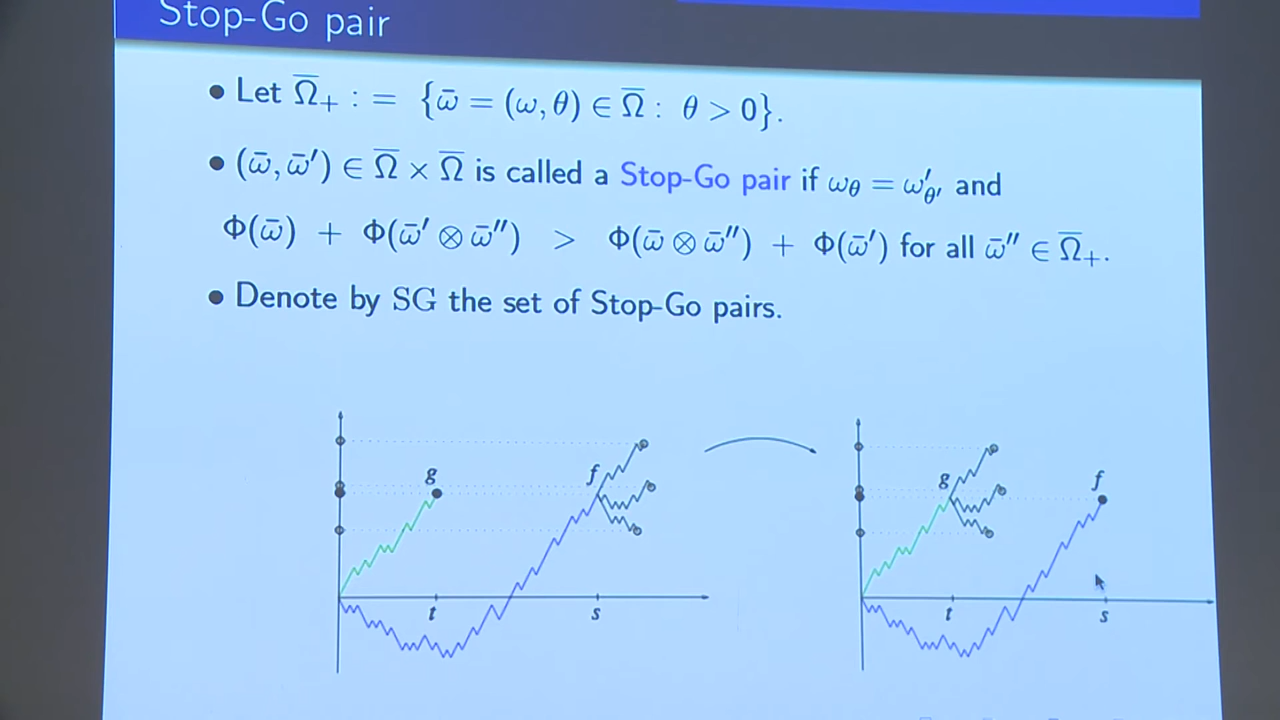 Stop-Go pair
● Let Ω̅₊ : = {ω̄ = (ω, θ) ∈ Ω̅ : θ > 0}.
● (ω̄, ω̄′) ∈ Ω̅ × Ω̅ is called a Stop-Go pair if ω_θ = ω′_θ′ and
Φ(ω̄) + Φ(ω̄′ ⊗ ω̄″) > Φ(ω̄ ⊗ ω̄″) + Φ(ω̄′) for all ω̄″ ∈ Ω̅₊.
● Denote by SG the set of Stop-Go pairs.
g f g f
t s t s